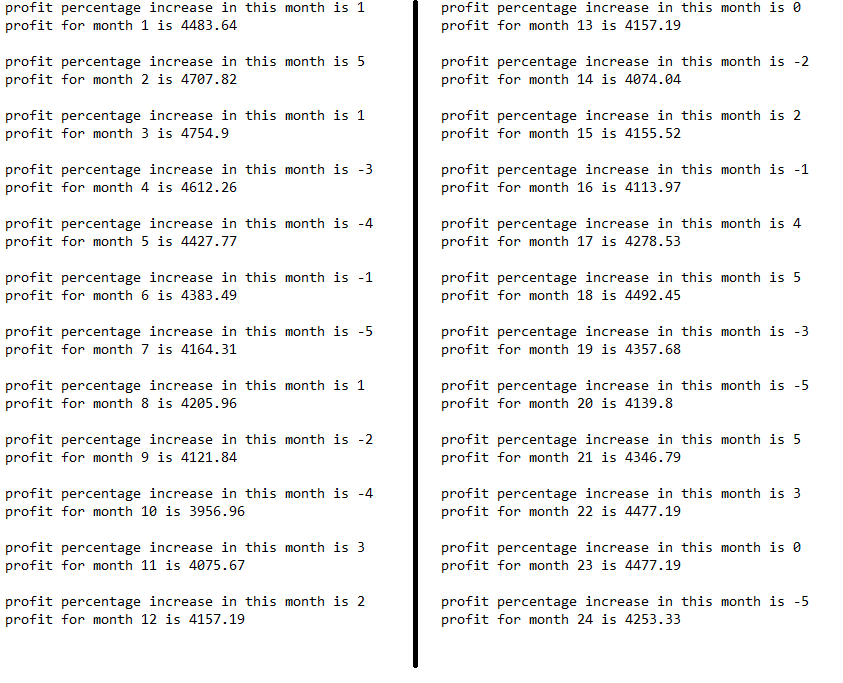 profit percentage increase in this month is 1
profit for month 1 is 4483.64
profit percentage increase in this month is 5
profit for month 2 is 4707.82
profit percentage increase in this month is 1
profit for month 3 is 4754.9
profit percentage increase in this month is -3
profit for month 4 is 4612.26
profit percentage increase in this month is -4
profit for month 5 is 4427.77
profit percentage increase in this month is -1
profit for month 6 is 4383.49
profit percentage increase in this month is -5
profit for month 7 is 4164.31
profit percentage increase in this month is 1
profit for month 8 is 4205.96
profit percentage increase in this month is -2
profit for month 9 is 4121.84
profit percentage increase in this month is -4
profit for month 10 is 3956.96
profit percentage increase in this month is 3
profit for month 11 is 4075.67
profit percentage increase in this month is 2
profit for month 12 is 4157.19
profit percentage increase in this month is 0
profit for month 13 is 4157.19
profit percentage increase in this month is -2
profit for month 14 is 4074.04
profit percentage increase in this month is 2
profit for month 15 is 4155.52
profit percentage increase in this month is -1
profit for month 16 is 4113.97
profit percentage increase in this month is 4
profit for month 17 is 4278.53
profit percentage increase in this month is 5
profit for month 18 is 4492.45
profit percentage increase in this month is -3
profit for month 19 is 4357.68
profit percentage increase in this month is -5
profit for month 20 is 4139.8
profit percentage increase in this month is 5
profit for month 21 is 4346.79
profit percentage increase in this month is 3
profit for month 22 is 4477.19
profit percentage increase in this month is 0
profit for month 23 is 4477.19
profit percentage increase in this month is -5
profit for month 24 is 4253.33